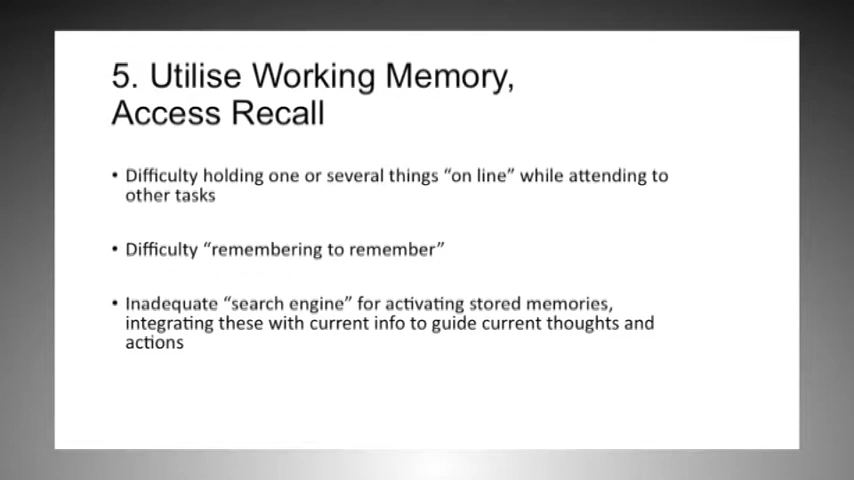 5. Utilise Working Memory,
Access Recall
• Difficulty holding one or several things “on line” while attending to
other tasks
• Difficulty “remembering to remember”
• Inadequate “search engine” for activating stored memories,
integrating these with current info to guide current thoughts and
actions